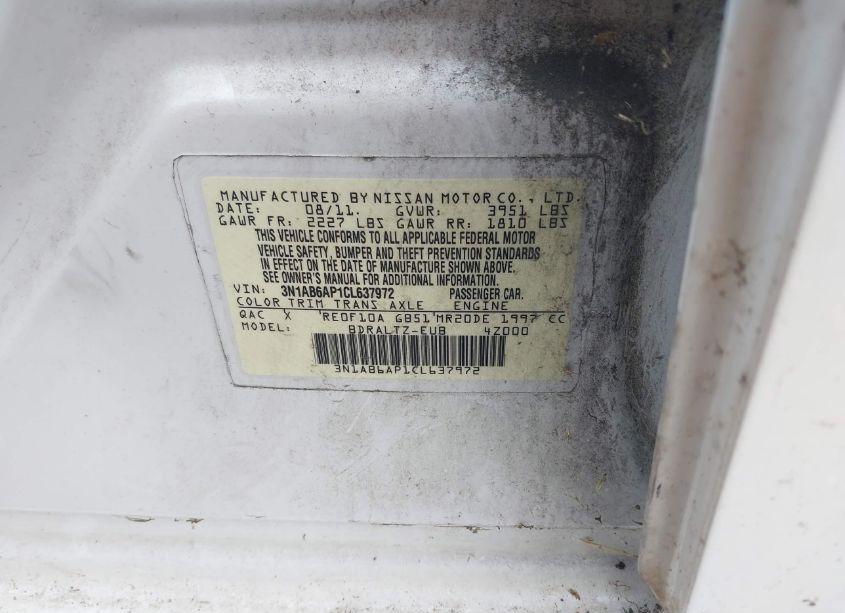 MANUFACTURED BY NISSAN MOTOR CO., LTD.
DATE: 08/11. GVWR: 3951 LBS
GAWR FR: 2227 LBS GAWR RR: 1810 LBS
THIS VEHICLE CONFORMS TO ALL APPLICABLE FEDERAL MOTOR
VEHICLE SAFETY, BUMPER AND THEFT PREVENTION STANDARDS
IN EFFECT ON THE DATE OF MANUFACTURE SHOWN ABOVE.
SEE OWNER'S MANUAL FOR ADDITIONAL INFORMATION.
VIN: 3N1AB6AP1CL637972 PASSENGER CAR.
COLOR TRIM TRANS AXLE ENGINE
QAC X RE0F10A GB51 MR20DE 1997 CC
MODEL: BDRALTZ-EUB 4Z000
3N1AB6AP1CL637972